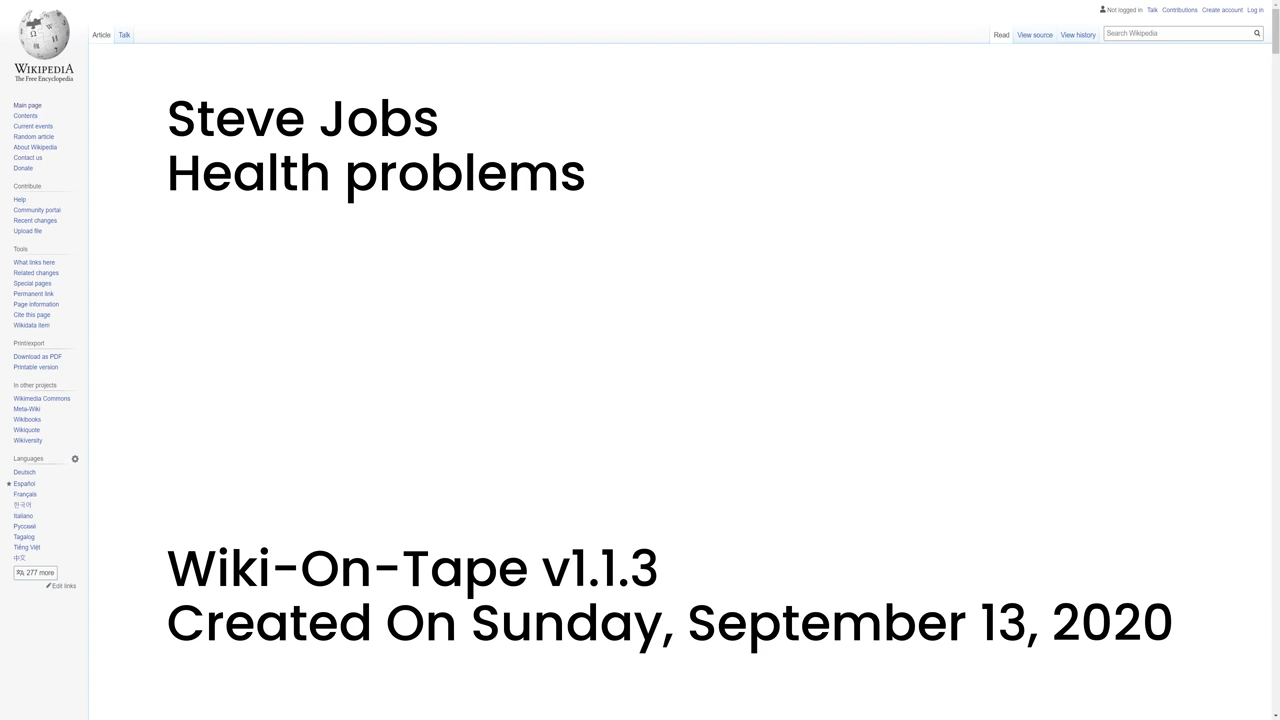 Not logged in Talk Contributions Create account Log in
Article Talk Read View source View history Search Wikipedia
WIKIPEDIA
The Free Encyclopedia
Main page
Contents
Current events
Random article
About Wikipedia
Contact us
Donate
Contribute
Help
Community portal
Recent changes
Upload file
Tools
What links here
Related changes
Special pages
Permanent link
Page information
Cite this page
Wikidata item
Print/export
Download as PDF
Printable version
In other projects
Wikimedia Commons
Meta-Wiki
Wikibooks
Wikiquote
Wikiversity
Languages
Deutsch
Español
Français
한국어
Italiano
Русский
Tagalog
Tiếng Việt
中文
277 more
Edit links
Steve Jobs
Health problems
Wiki-On-Tape v1.1.3
Created On Sunday, September 13, 2020